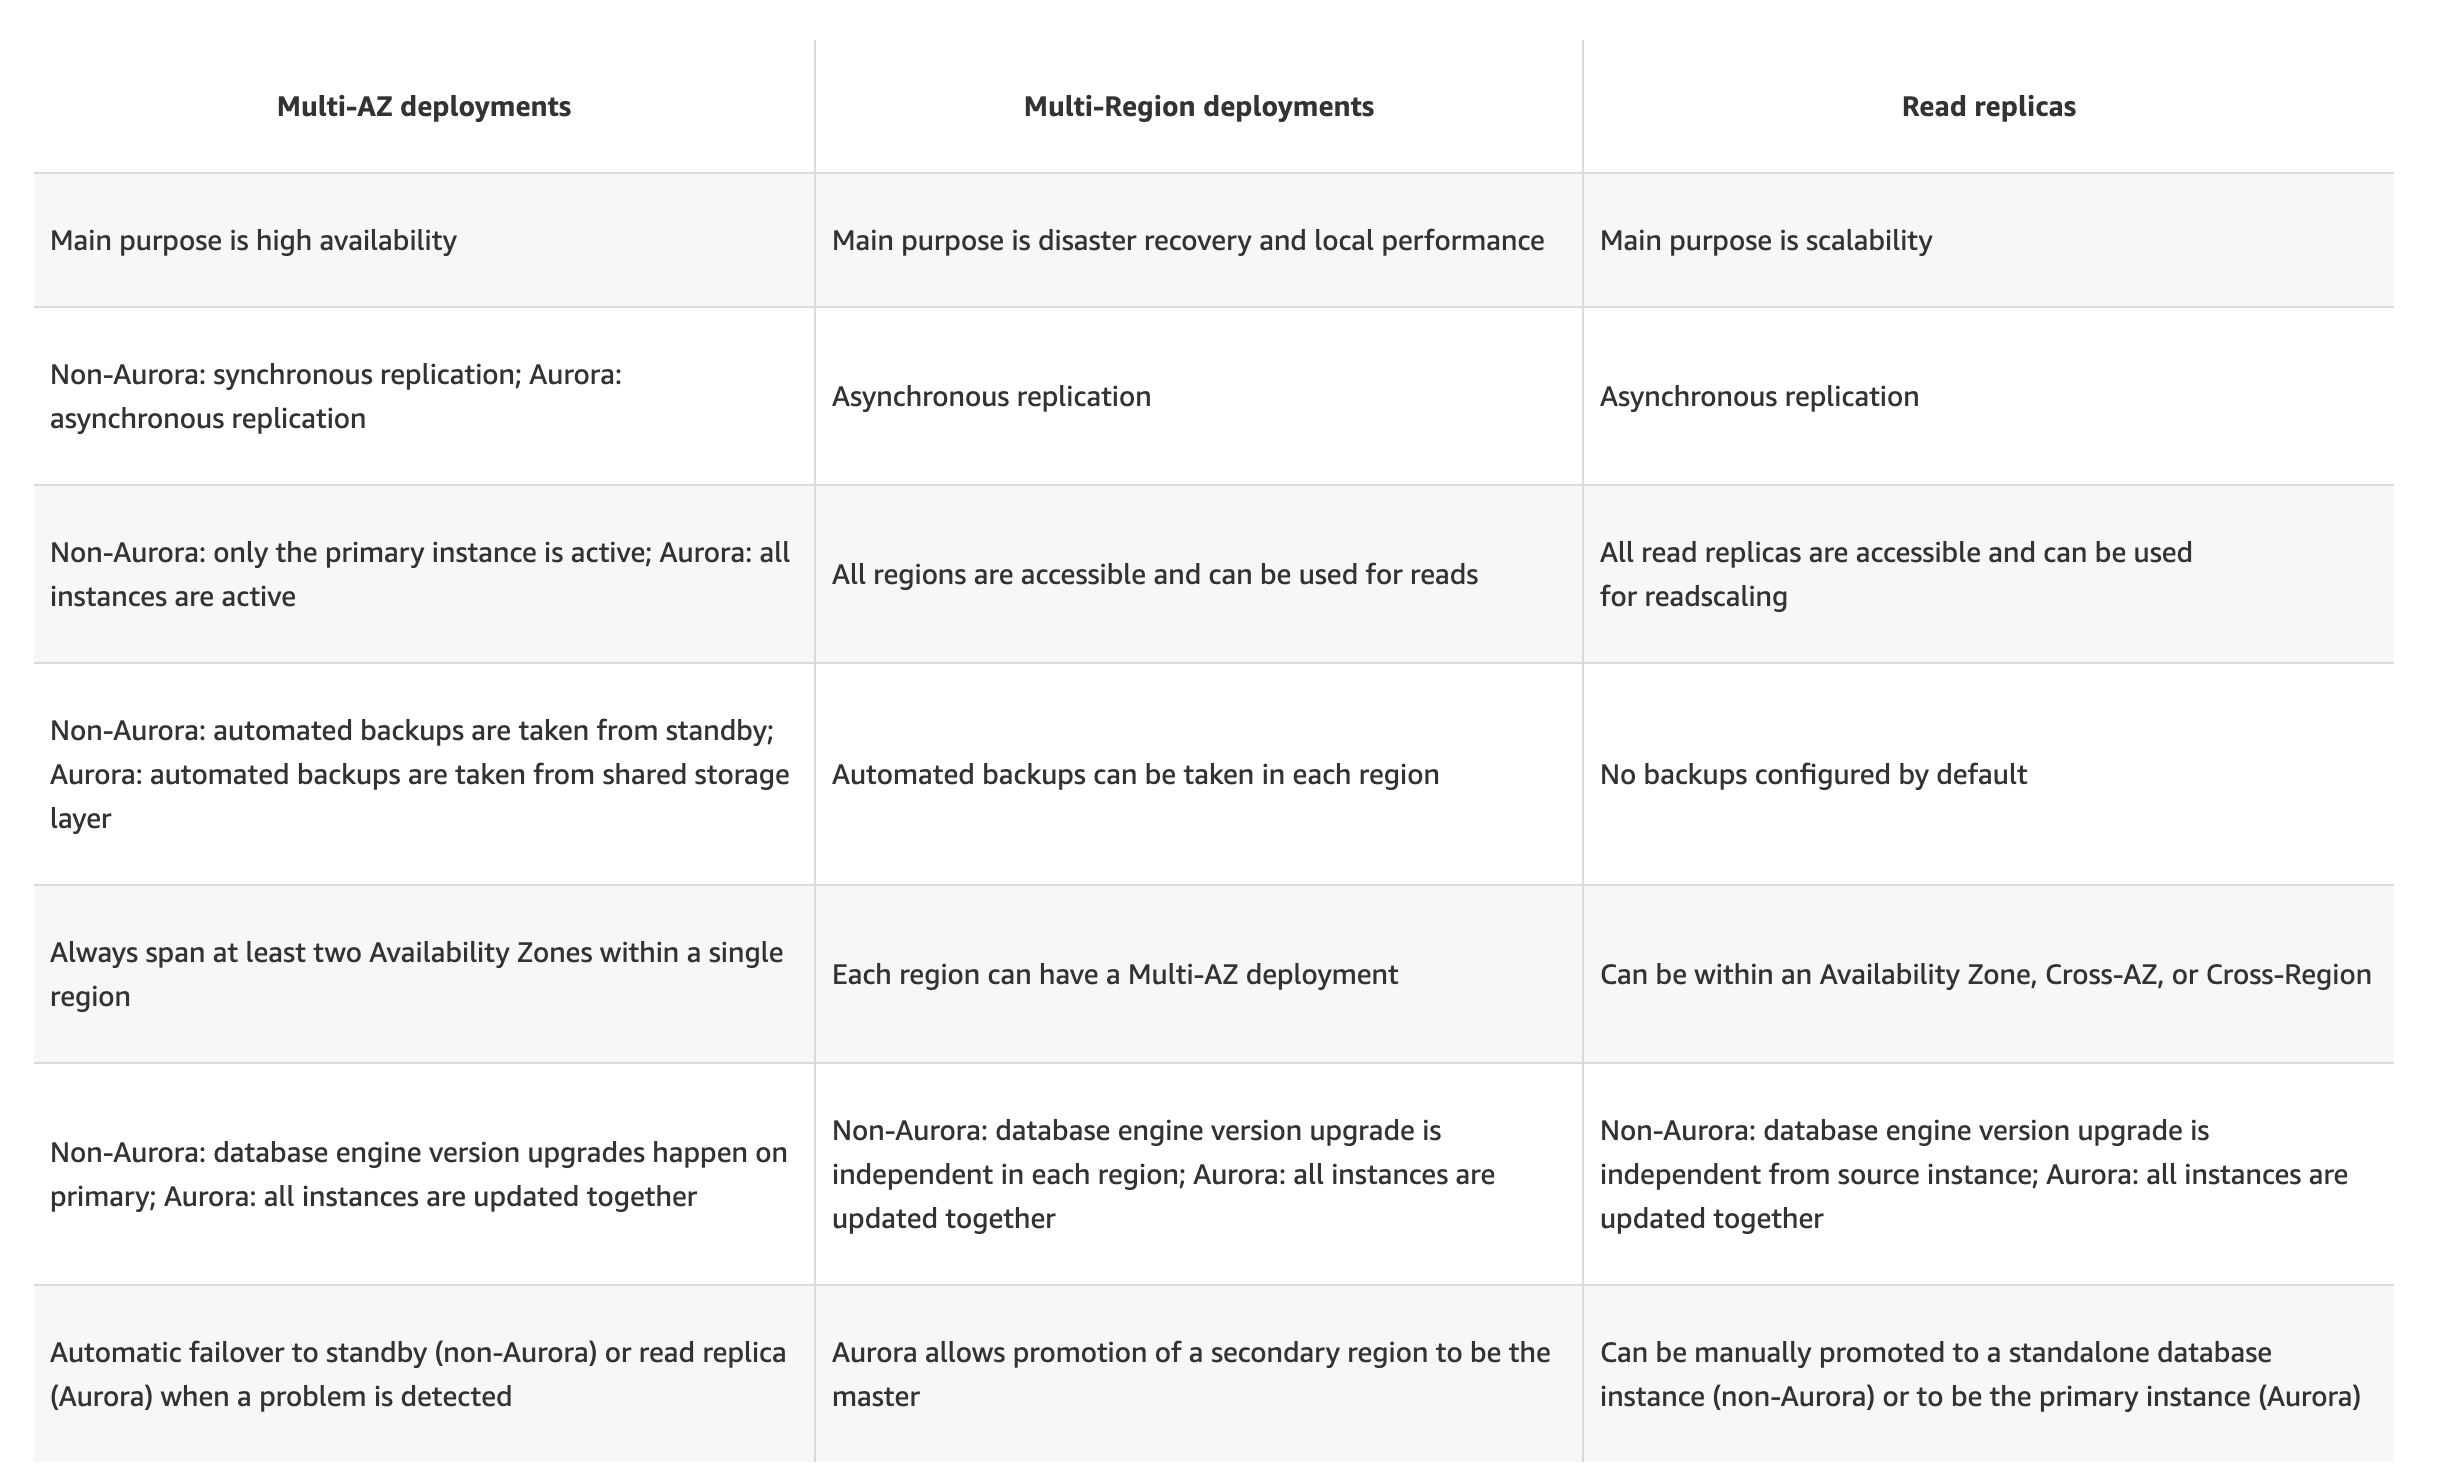 Multi-AZ deployments
Multi-Region deployments
Read replicas
Main purpose is high availability
Main purpose is disaster recovery and local performance
Main purpose is scalability
Non-Aurora: synchronous replication; Aurora:
asynchronous replication
Asynchronous replication
Asynchronous replication
Non-Aurora: only the primary instance is active; Aurora: all
instances are active
All regions are accessible and can be used for reads
All read replicas are accessible and can be used
for readscaling
Non-Aurora: automated backups are taken from standby;
Aurora: automated backups are taken from shared storage
layer
Automated backups can be taken in each region
No backups configured by default
Always span at least two Availability Zones within a single
region
Each region can have a Multi-AZ deployment
Can be within an Availability Zone, Cross-AZ, or Cross-Region
Non-Aurora: database engine version upgrades happen on
primary; Aurora: all instances are updated together
Non-Aurora: database engine version upgrade is
independent in each region; Aurora: all instances are
updated together
Non-Aurora: database engine version upgrade is
independent from source instance; Aurora: all instances are
updated together
Automatic failover to standby (non-Aurora) or read replica
(Aurora) when a problem is detected
Aurora allows promotion of a secondary region to be the
master
Can be manually promoted to a standalone database
instance (non-Aurora) or to be the primary instance (Aurora)